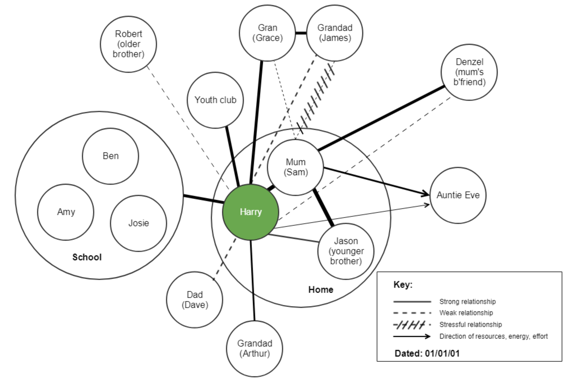 Robert
(older
brother)
Gran
(Grace)
Grandad
(James)
Denzel
(mum's
b'friend)
Youth club
Ben
Amy
Josie
School
Mum
(Sam)
Harry
Auntie Eve
Jason
(younger
brother)
Home
Dad
(Dave)
Grandad
(Arthur)
Key:
Strong relationship
Weak relationship
Stressful relationship
Direction of resources, energy, effort
Dated: 01/01/01